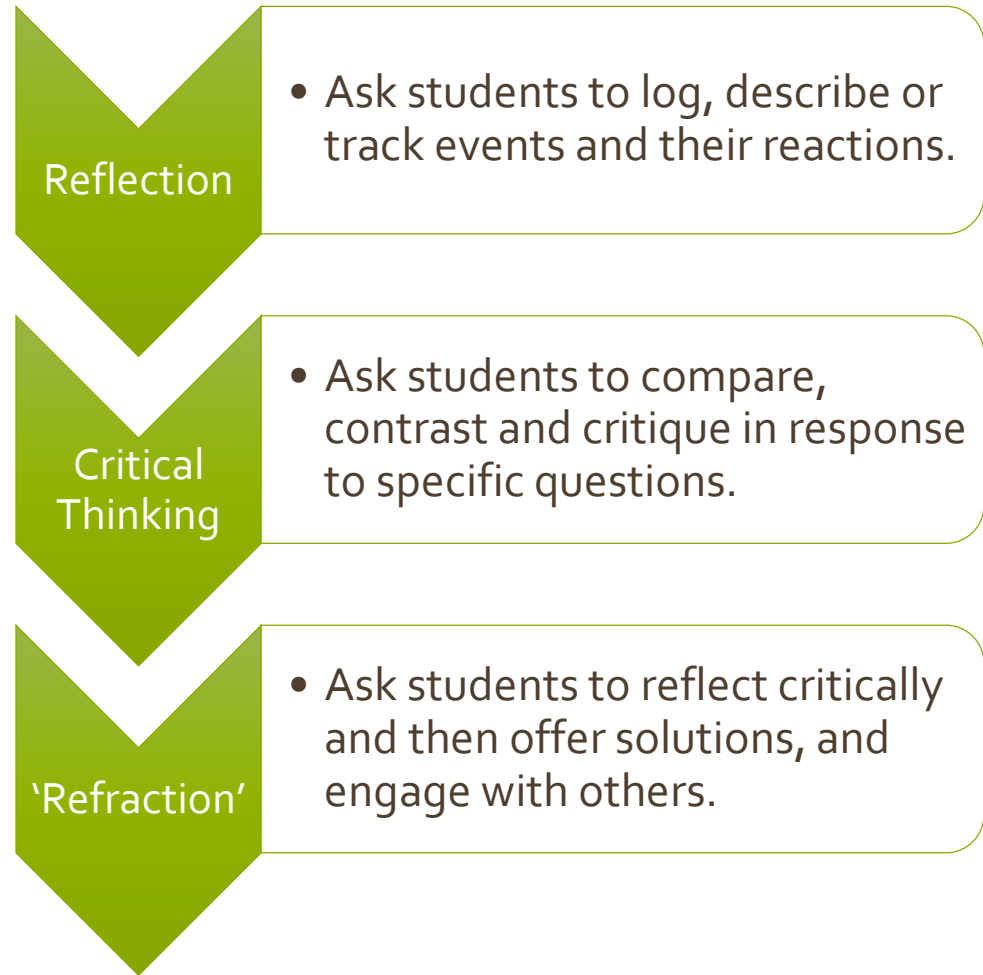 Reflection
• Ask students to log, describe or
track events and their reactions.
Critical
Thinking
• Ask students to compare,
contrast and critique in response
to specific questions.
‘Refraction’
• Ask students to reflect critically
and then offer solutions, and
engage with others.